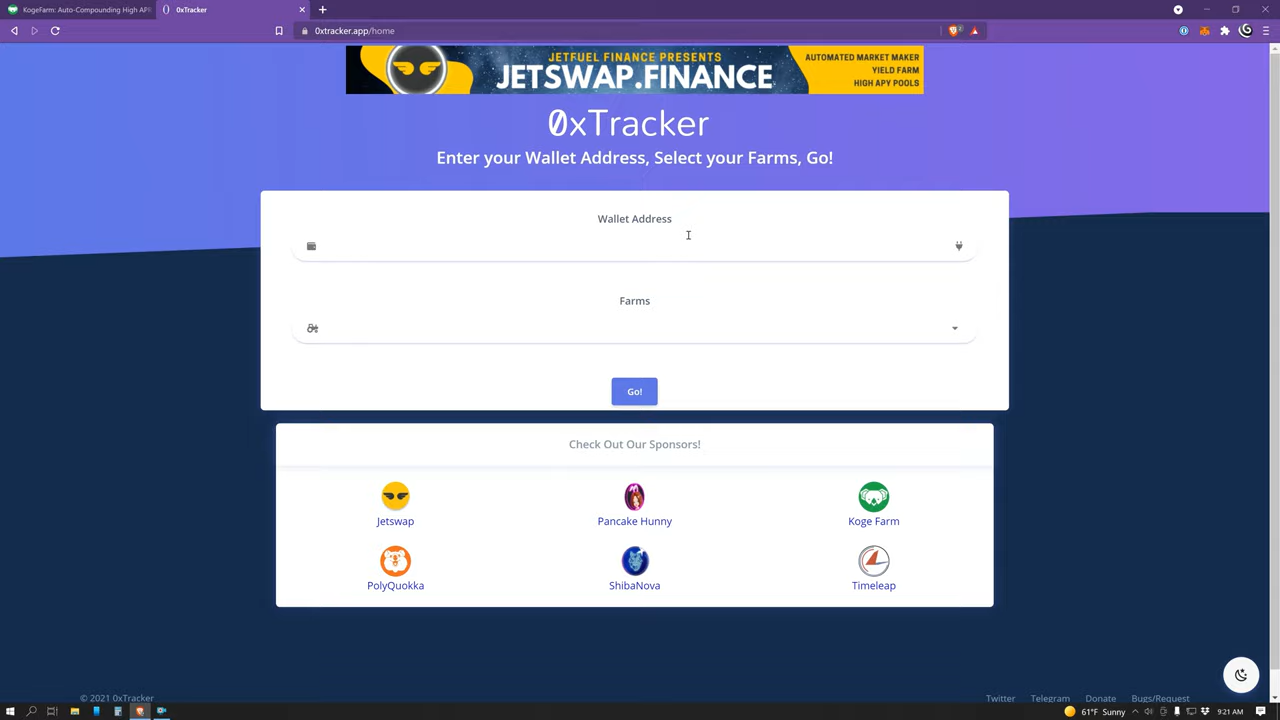 KogeFarm: Auto-Compounding High APR
0xTracker
0xtracker.app/home
JETFUEL FINANCE PRESENTS
JETSWAP.FINANCE
AUTOMATED MARKET MAKER
YIELD FARM
HIGH APY POOLS
0xTracker
Enter your Wallet Address, Select your Farms, Go!
Wallet Address
Farms
Go!
Check Out Our Sponsors!
Jetswap
Pancake Hunny
Koge Farm
PolyQuokka
ShibaNova
Timeleap
© 2021 0xTracker
Twitter
Telegram
Donate
Bugs/Request
61°F Sunny
9:21 AM